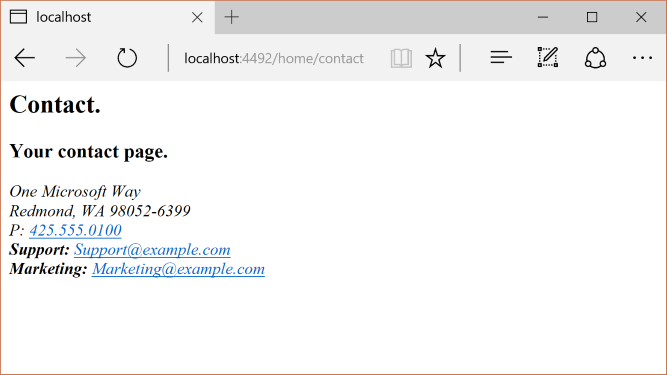 localhost
localhost:4492/home/contact
Contact.
Your contact page.
One Microsoft Way
Redmond, WA 98052-6399
P: 425.555.0100
Support: Support@example.com
Marketing: Marketing@example.com